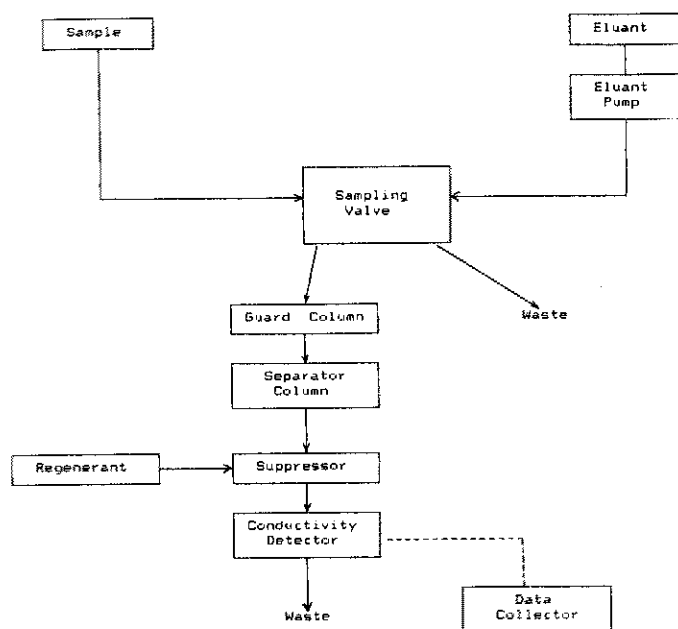 Sample
Eluant
Eluant
Pump
Sampling
Valve
Waste
Guard Column
Separator
Column
Regenerant
Suppressor
Conductivity
Detector
Waste
Data
Collector